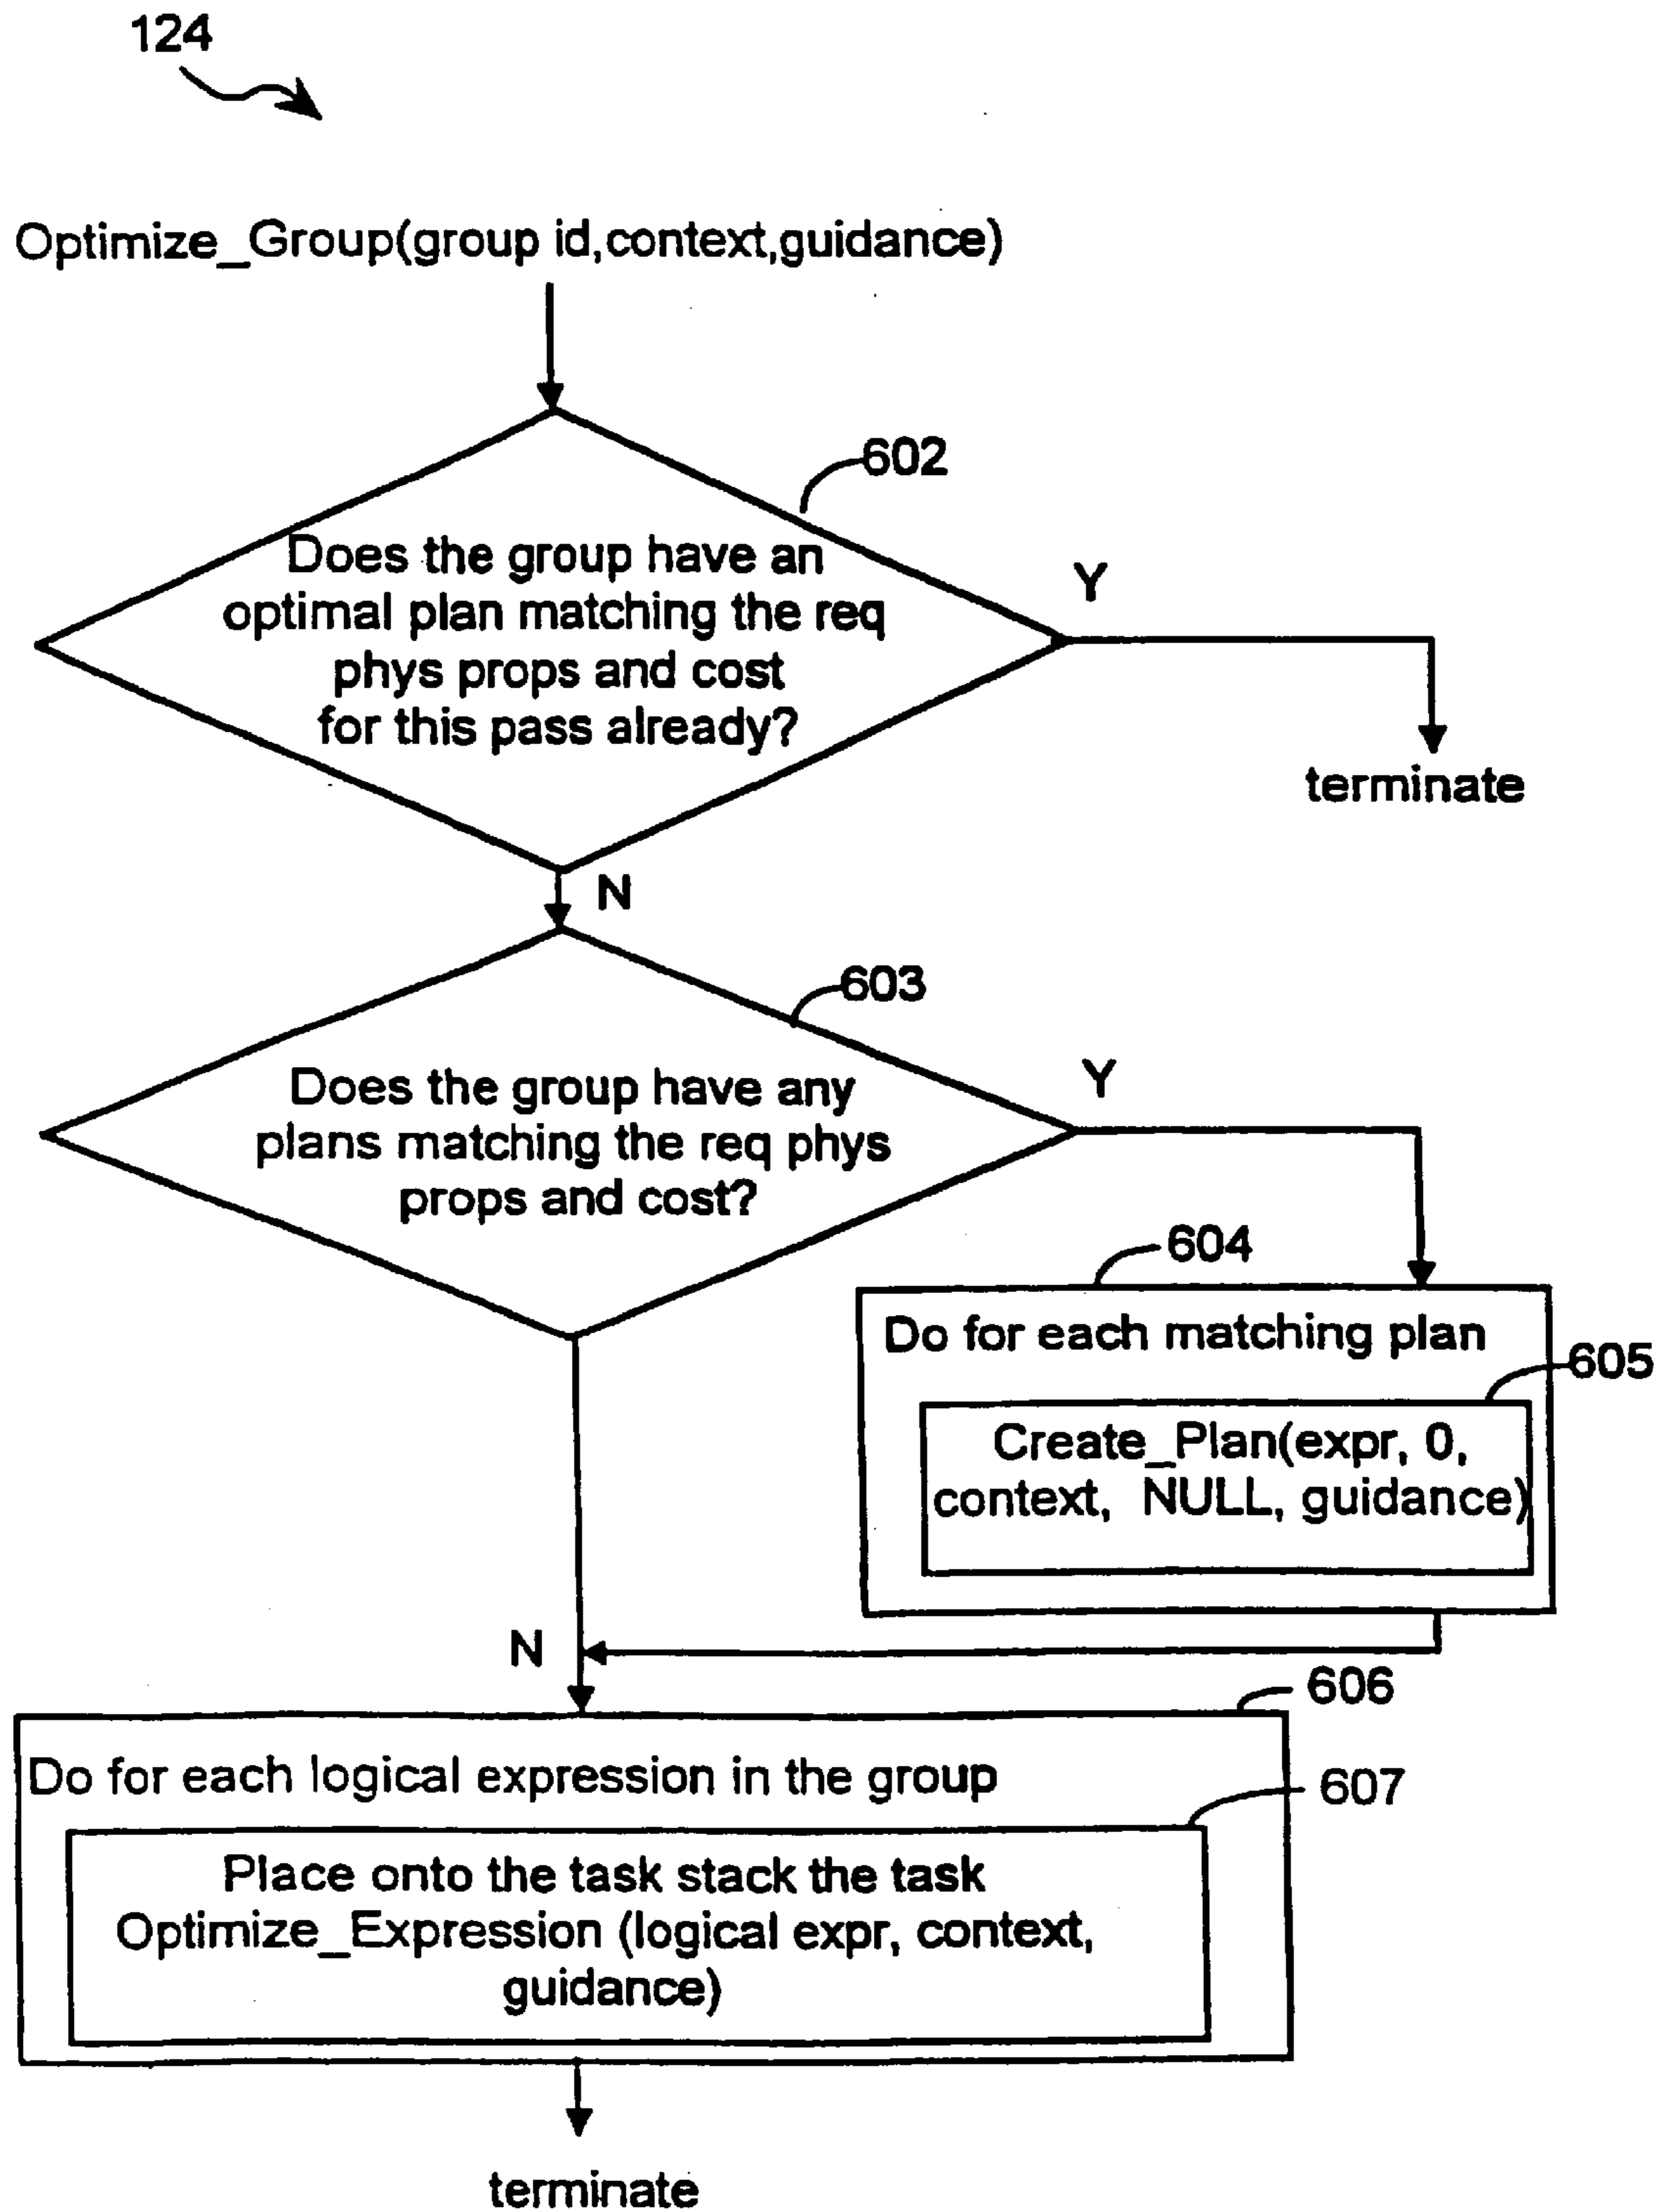 124
Optimize_Group(group id,context,guidance)
602
Does the group have an
optimal plan matching the req
phys props and cost
for this pass already?
Y
terminate
N
603
Does the group have any
plans matching the req phys
props and cost?
Y
604
Do for each matching plan
605
Create_Plan(expr, 0,
context, NULL, guidance)
N
606
Do for each logical expression in the group
607
Place onto the task stack the task
Optimize_Expression (logical expr, context,
guidance)
terminate